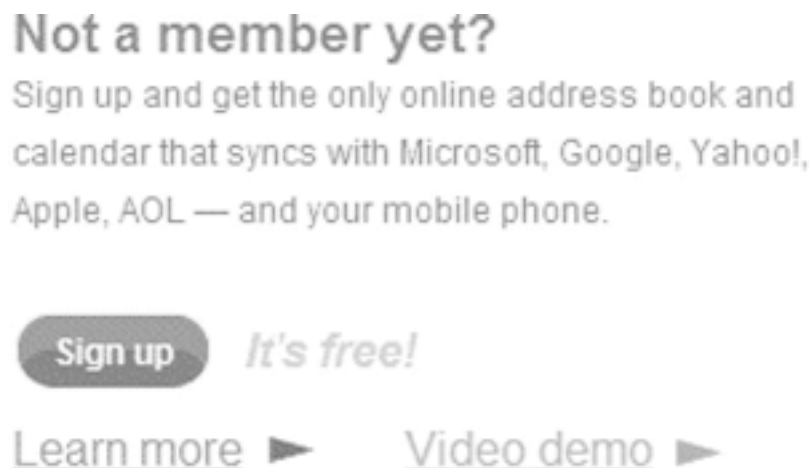 Not a member yet?
Sign up and get the only online address book and
calendar that syncs with Microsoft, Google, Yahoo!,
Apple, AOL — and your mobile phone.
Sign up It's free!
Learn more Video demo